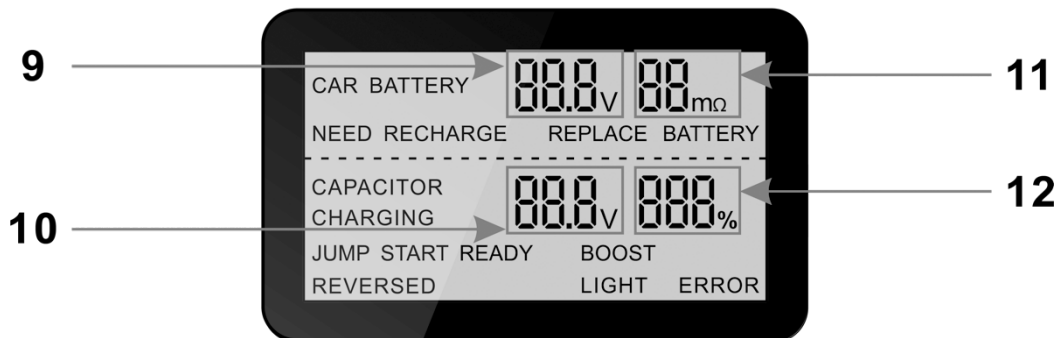 9
CAR BATTERY 88.8V 88mΩ
11
NEED RECHARGE REPLACE BATTERY
CAPACITOR
CHARGING 88.8V 888%
12
10
JUMP START READY BOOST
REVERSED LIGHT ERROR